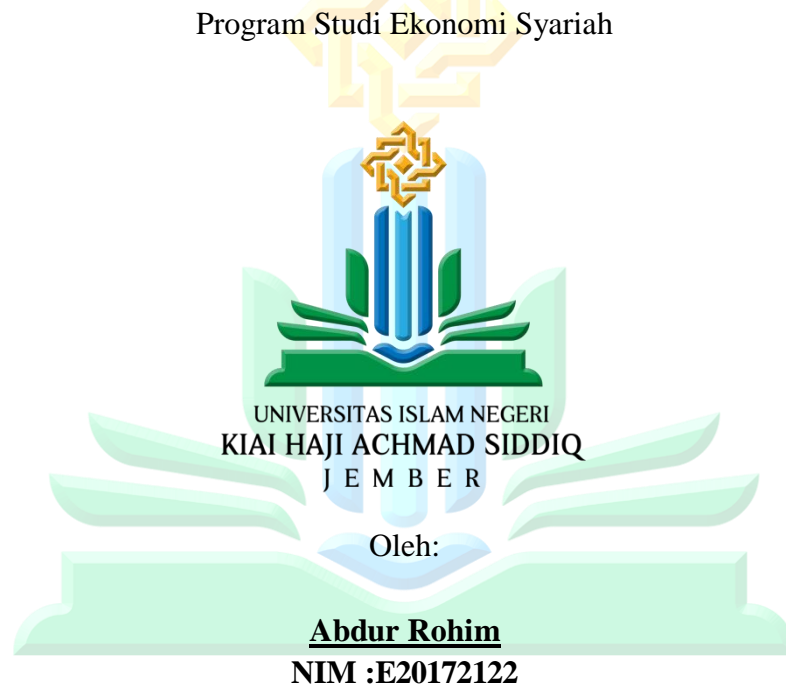 Program Studi Ekonomi Syariah
UNIVERSITAS ISLAM NEGERI
KIAI HAJI ACHMAD SIDDIQ
J E M B E R
Oleh:
Abdur Rohim
NIM :E20172122